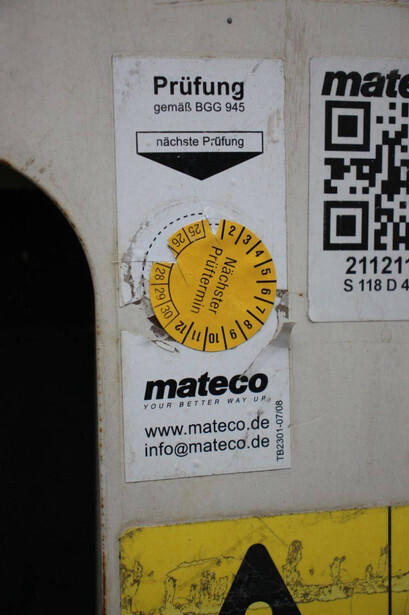 Prüfung
gemäß BGG 945
nächste Prüfung
25 26 2 3 4 5 6 7 8 9 10 11 12 30 29 28
Nächster
Prüftermin
mateco
YOUR BETTER WAY UP
www.mateco.de
info@mateco.de
TB2301-07/08
mate
211211
S 118 D 4